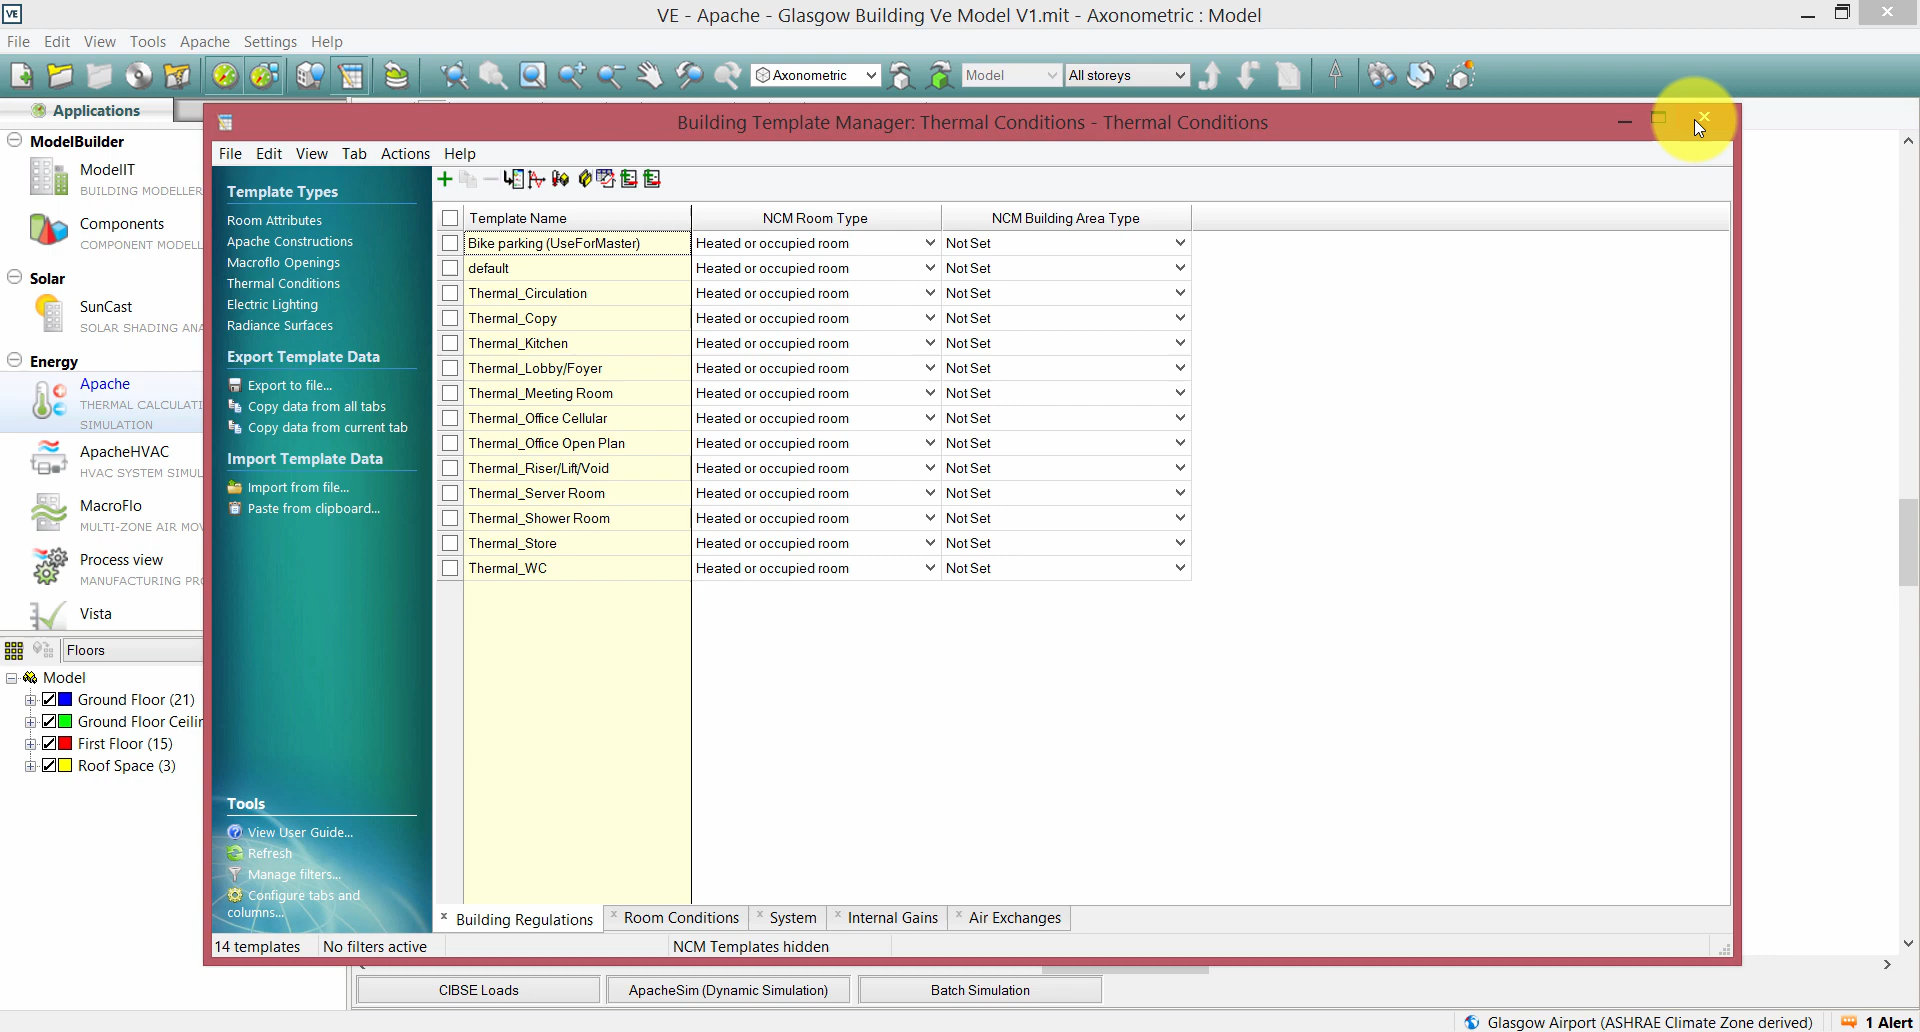 VE
VE - Apache - Glasgow Building Ve Model V1.mit - Axonometric : Model
File Edit View Tools Apache Settings Help
Axonometric Model All storeys
Applications
Building Template Manager: Thermal Conditions - Thermal Conditions
ModelBuilder
ModelIT
BUILDING MODELLER
Components
COMPONENT MODELL
Solar
SunCast
SOLAR SHADING ANA
Energy
Apache
THERMAL CALCULATI
SIMULATION
ApacheHVAC
HVAC SYSTEM SIMUL
MacroFlo
MULTI-ZONE AIR MOV
Process view
MANUFACTURING PRO
Vista
Floors
Model
Ground Floor (21)
Ground Floor Ceilin
First Floor (15)
Roof Space (3)
File Edit View Tab Actions Help
Template Types
Room Attributes
Apache Constructions
Macroflo Openings
Thermal Conditions
Electric Lighting
Radiance Surfaces
Export Template Data
Export to file...
Copy data from all tabs
Copy data from current tab
Import Template Data
Import from file...
Paste from clipboard...
Tools
View User Guide...
Refresh
Manage filters...
Configure tabs and
columns...
Template Name NCM Room Type NCM Building Area Type
Bike parking (UseForMaster) Heated or occupied room Not Set
default Heated or occupied room Not Set
Thermal_Circulation Heated or occupied room Not Set
Thermal_Copy Heated or occupied room Not Set
Thermal_Kitchen Heated or occupied room Not Set
Thermal_Lobby/Foyer Heated or occupied room Not Set
Thermal_Meeting Room Heated or occupied room Not Set
Thermal_Office Cellular Heated or occupied room Not Set
Thermal_Office Open Plan Heated or occupied room Not Set
Thermal_Riser/Lift/Void Heated or occupied room Not Set
Thermal_Server Room Heated or occupied room Not Set
Thermal_Shower Room Heated or occupied room Not Set
Thermal_Store Heated or occupied room Not Set
Thermal_WC Heated or occupied room Not Set
Building Regulations Room Conditions System Internal Gains Air Exchanges
14 templates No filters active NCM Templates hidden
CIBSE Loads ApacheSim (Dynamic Simulation) Batch Simulation
Glasgow Airport (ASHRAE Climate Zone derived) 1 Alert